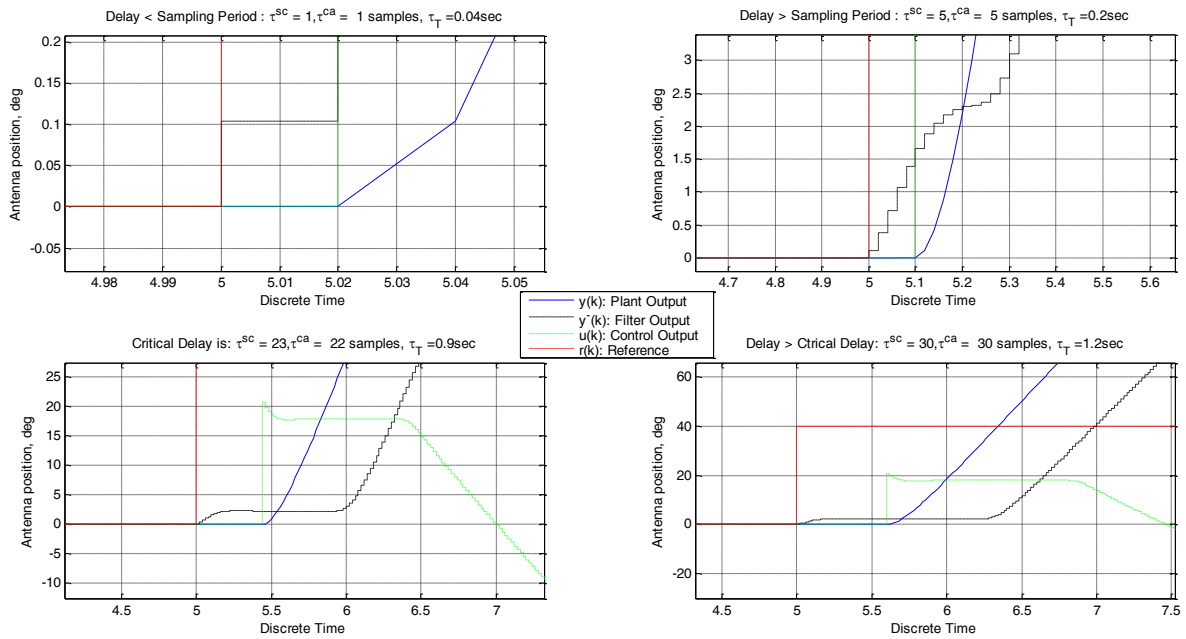 Delay < Sampling Period : τ^sc = 1,τ^ca = 1 samples, τ_T =0.04sec
0.2
0.15
0.1
0.05
0
-0.05
Antenna position, deg
4.98 4.99 5 5.01 5.02 5.03 5.04 5.05
Discrete Time
Delay > Sampling Period : τ^sc = 5,τ^ca = 5 samples, τ_T =0.2sec
3
2.5
2
1.5
1
0.5
0
Antenna position, deg
4.7 4.8 4.9 5 5.1 5.2 5.3 5.4 5.5 5.6
Discrete Time
y(k): Plant Output
y^-(k): Filter Output
u(k): Control Output
r(k): Reference
Critical Delay is: τ^sc = 23,τ^ca = 22 samples, τ_T =0.9sec
25
20
15
10
5
0
-5
-10
Antenna position, deg
4.5 5 5.5 6 6.5 7
Discrete Time
Delay > Ctrical Delay: τ^sc = 30,τ^ca = 30 samples, τ_T =1.2sec
60
40
20
0
-20
Antenna position, deg
4.5 5 5.5 6 6.5 7 7.5
Discrete Time